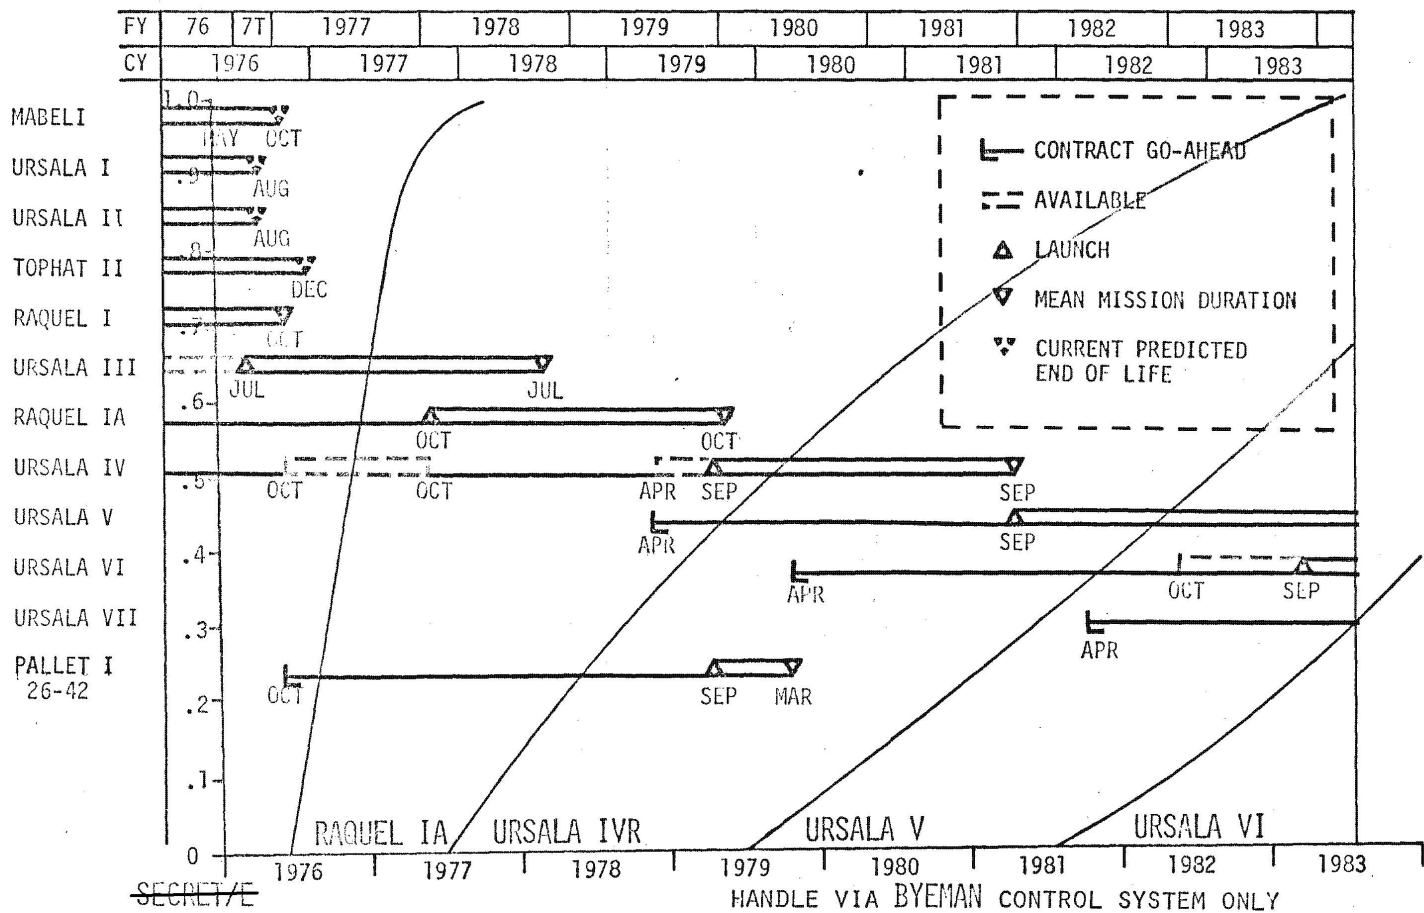 FY 76 7T 1977 1978 1979 1980 1981 1982 1983
CY 1976 1977 1978 1979 1980 1981 1982 1983
1.0
MABELI
MAY OCT
URSALA I
.9
AUG
URSALA II
AUG
.8
TOPHAT II
DEC
RAQUEL I
.7
OCT
URSALA III
JUL JUL
.6
RAQUEL IA
OCT OCT
URSALA IV
.5
OCT OCT APR SEP SEP
URSALA V
APR SEP
.4
URSALA VI
APR OCT SEP
URSALA VII
.3
APR
PALLET I
26-42
OCT SEP MAR
.2
.1
CONTRACT GO-AHEAD
AVAILABLE
LAUNCH
MEAN MISSION DURATION
CURRENT PREDICTED
END OF LIFE
RAQUEL IA URSALA IVR URSALA V URSALA VI
0
1976 1977 1978 1979 1980 1981 1982 1983
SECRET/E
HANDLE VIA BYEMAN CONTROL SYSTEM ONLY